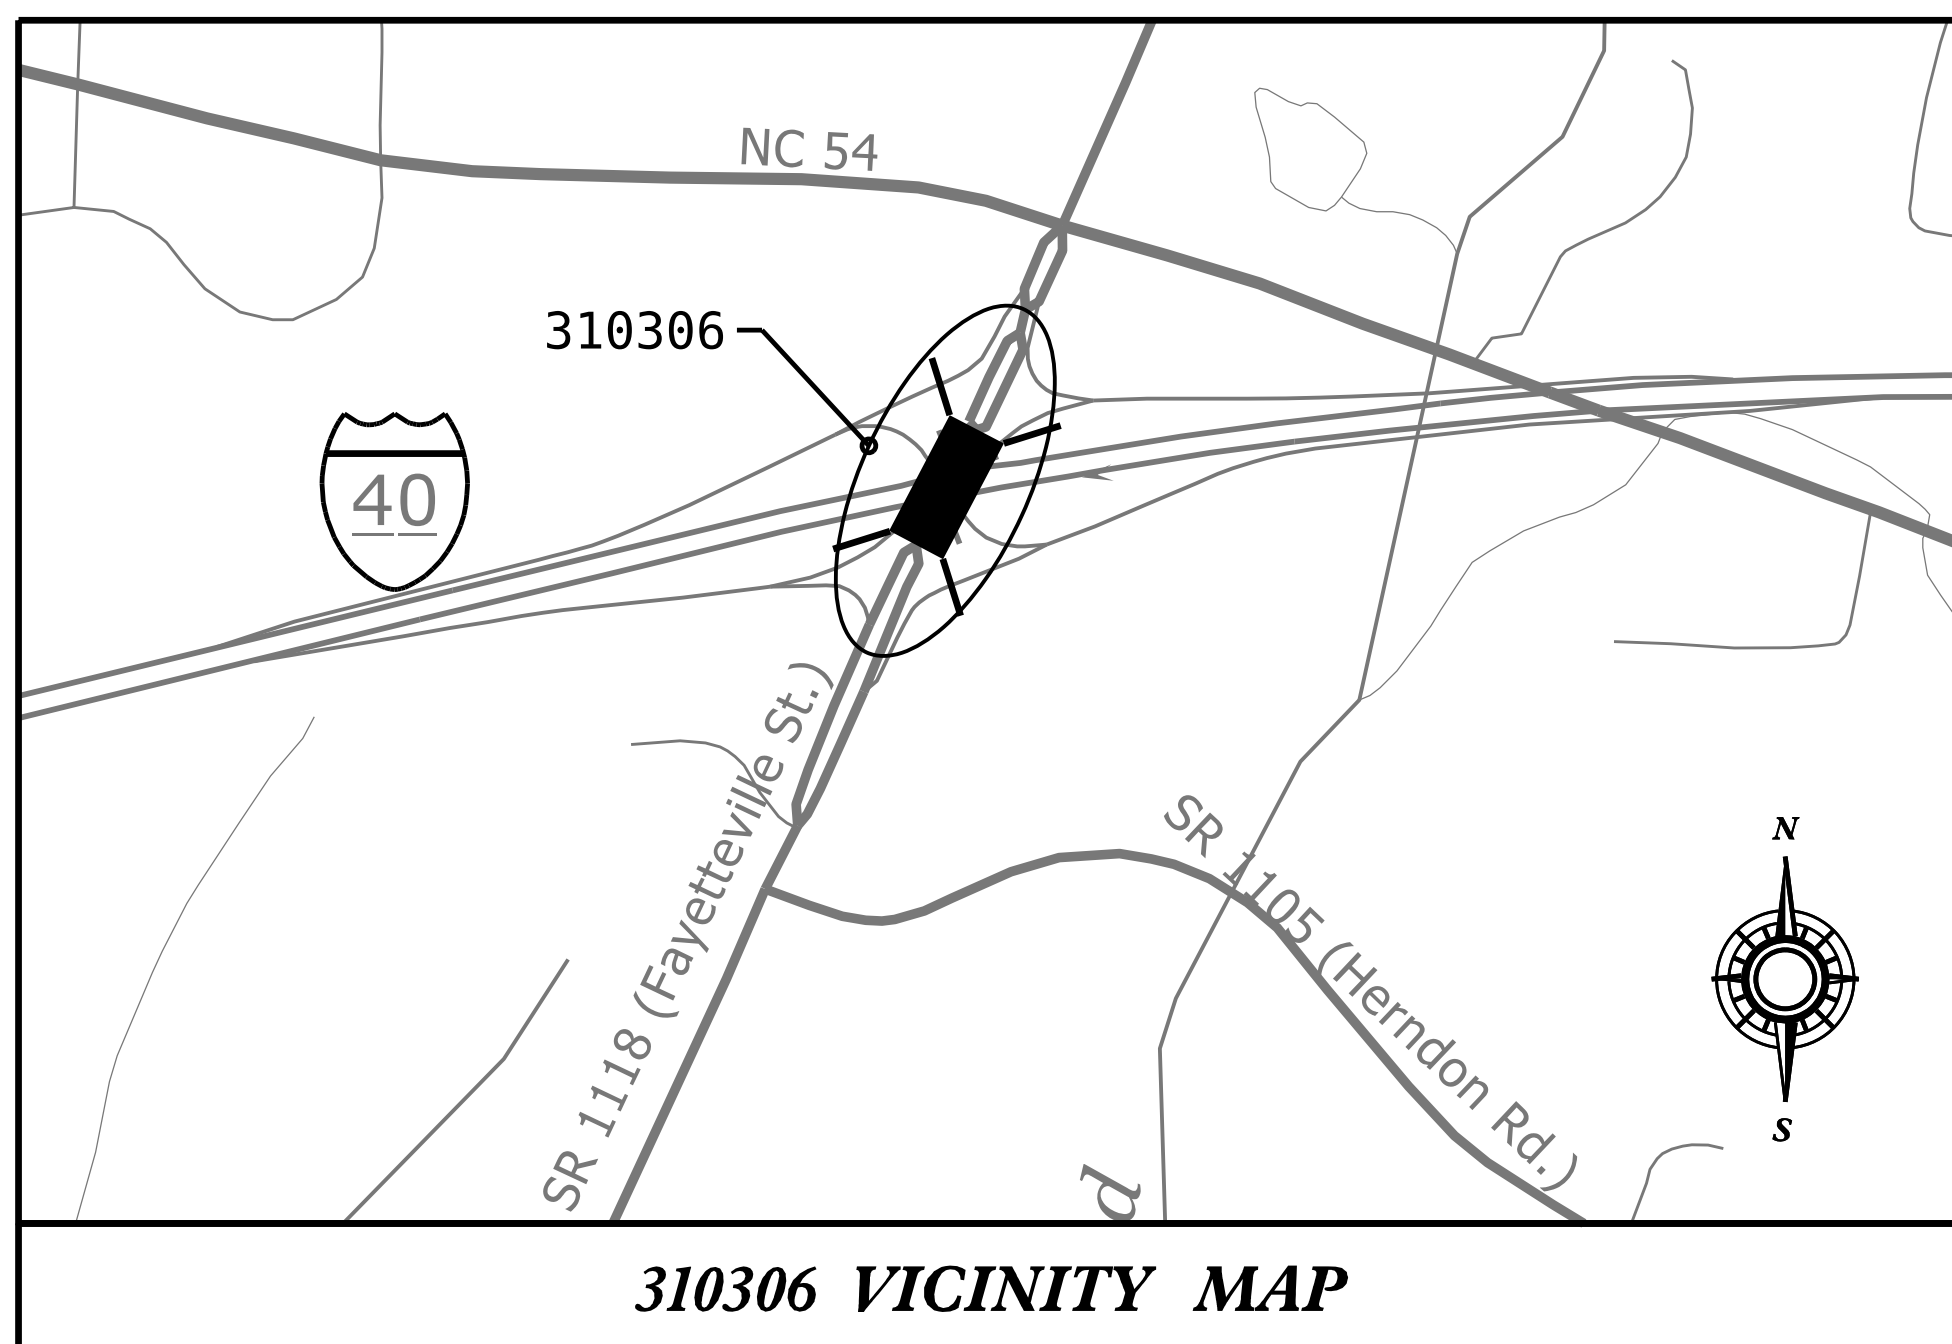 NC 54
310306
40
SR 1118 (Fayetteville St.)
SR 1105 (Herndon Rd.)
N
S
d
310306 VICINITY MAP